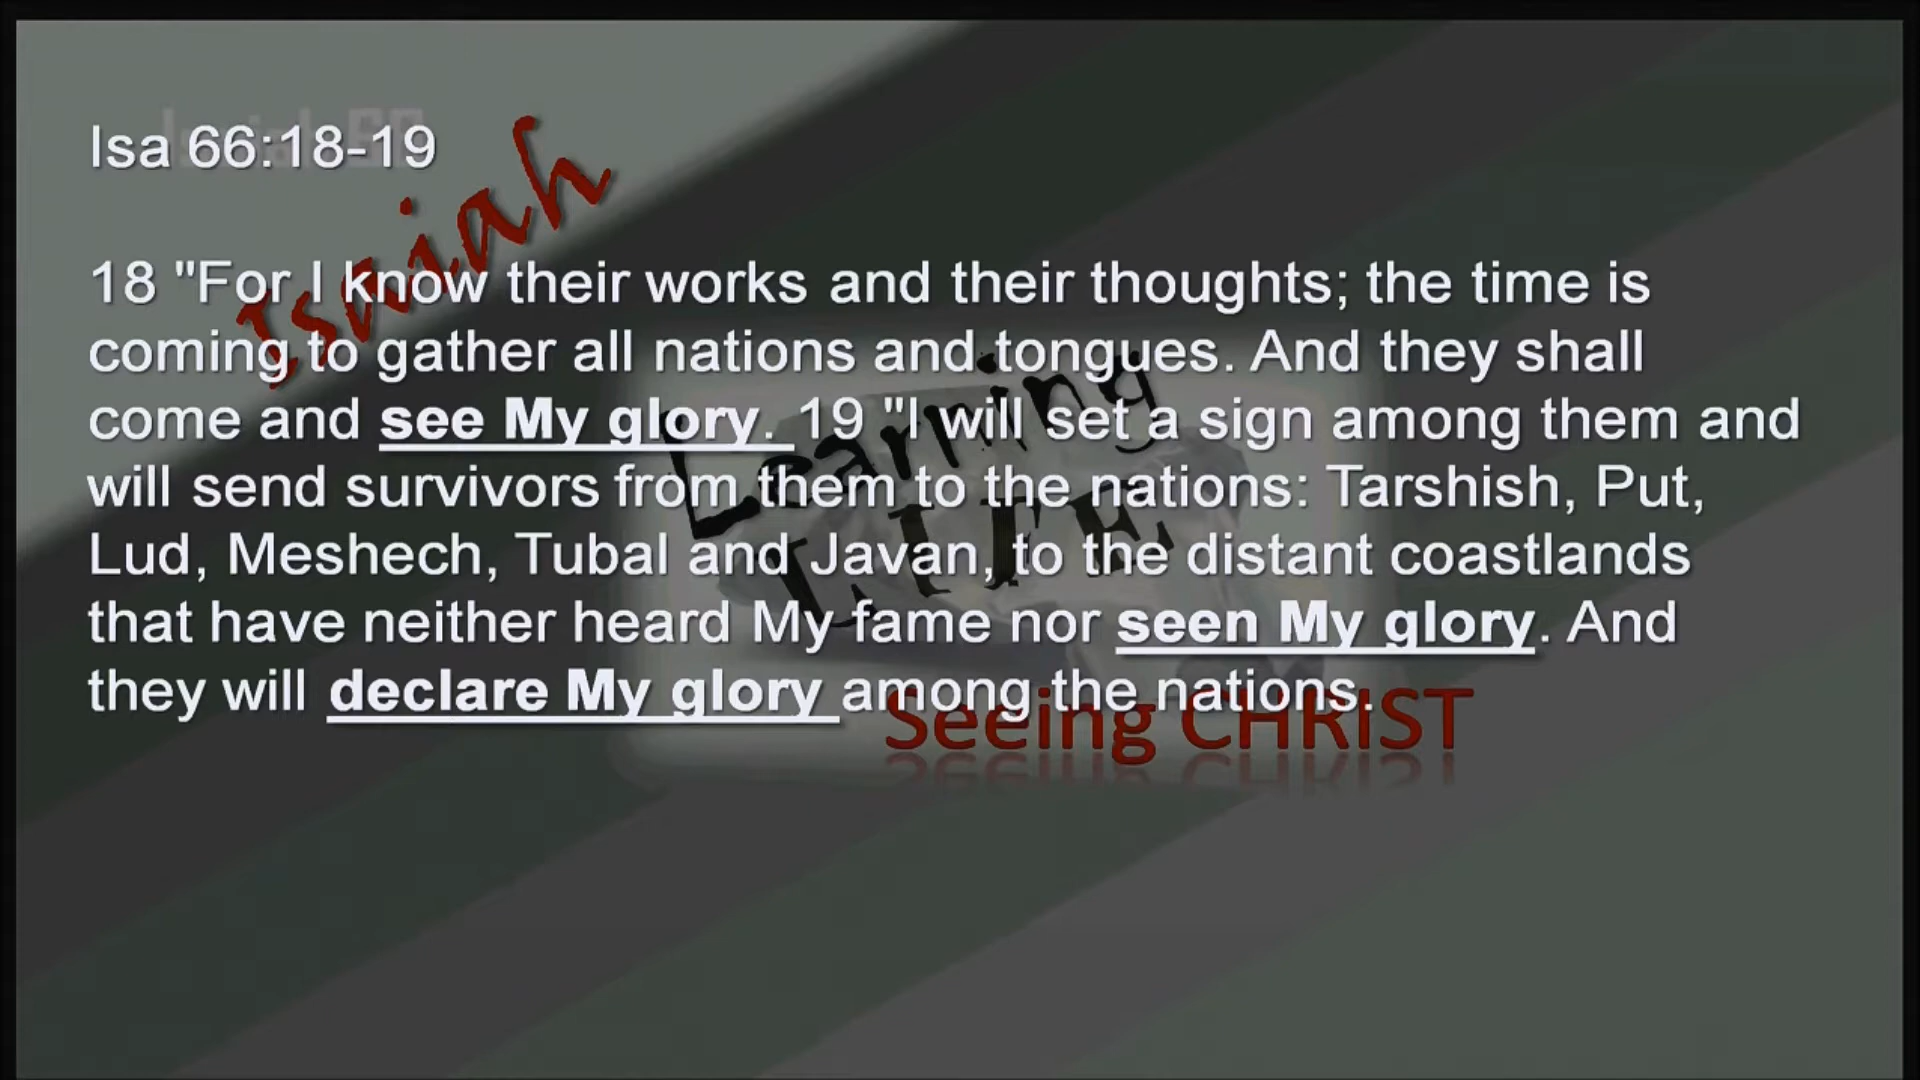 Isa 66:18-19
Isaiah
18 "For I know their works and their thoughts; the time is
coming to gather all nations and tongues. And they shall
come and see My glory. 19 "I will set a sign among them and
will send survivors from them to the nations: Tarshish, Put,
Lud, Meshech, Tubal and Javan, to the distant coastlands
that have neither heard My fame nor seen My glory. And
they will declare My glory among the nations.
Learning
LIFE
Seeing CHRIST